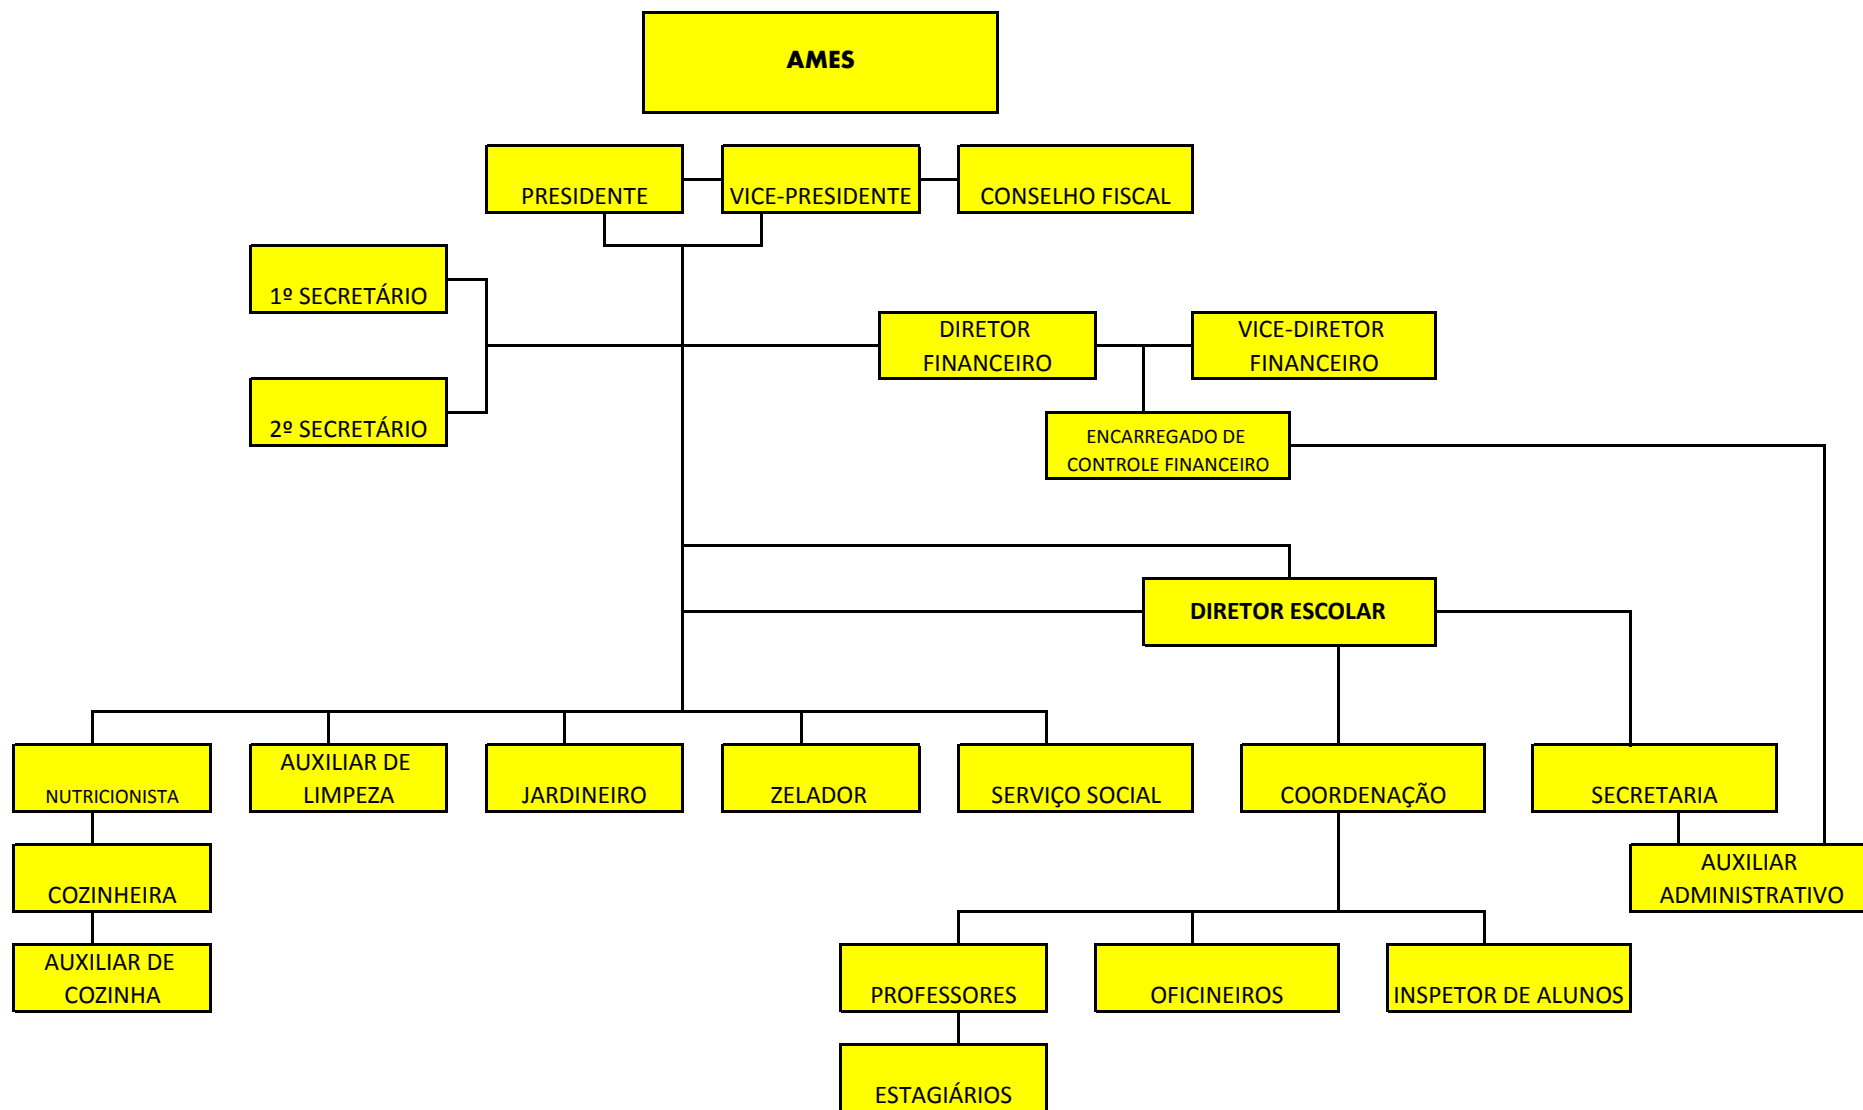 AMES
PRESIDENTE
VICE-PRESIDENTE
CONSELHO FISCAL
1º SECRETÁRIO
DIRETOR
FINANCEIRO
VICE-DIRETOR
FINANCEIRO
2º SECRETÁRIO
ENCARREGADO DE
CONTROLE FINANCEIRO
DIRETOR ESCOLAR
NUTRICIONISTA
AUXILIAR DE
LIMPEZA
JARDINEIRO
ZELADOR
SERVIÇO SOCIAL
COORDENAÇÃO
SECRETARIA
COZINHEIRA
AUXILIAR
ADMINISTRATIVO
AUXILIAR DE
COZINHA
PROFESSORES
OFICINEIROS
INSPETOR DE ALUNOS
ESTAGIÁRIOS